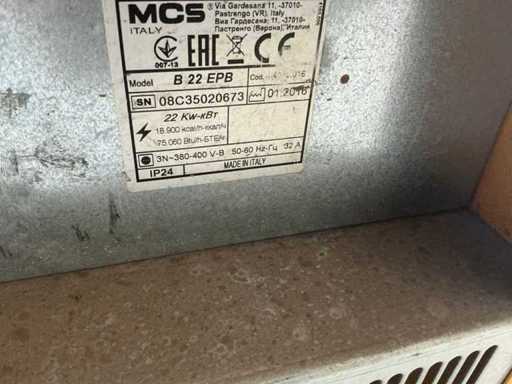 MCS ® Via Gardesana 11, -37010-
Pastrengo (VR), Italy
ITALY Виа Гардесана, 11, -37010-
Пастренго (Верона), Италия
007-13 EAC CE
Model B 22 EPB Cod.
SN 08C35020673 01.2016
22 Kw-кВт
18.900 kcal/h-ккал/ч
75.060 Btu/h-БТЕ/ч
3N~380-400 V-В 50-60 Hz-Гц 32 A
IP24 MADE IN ITALY